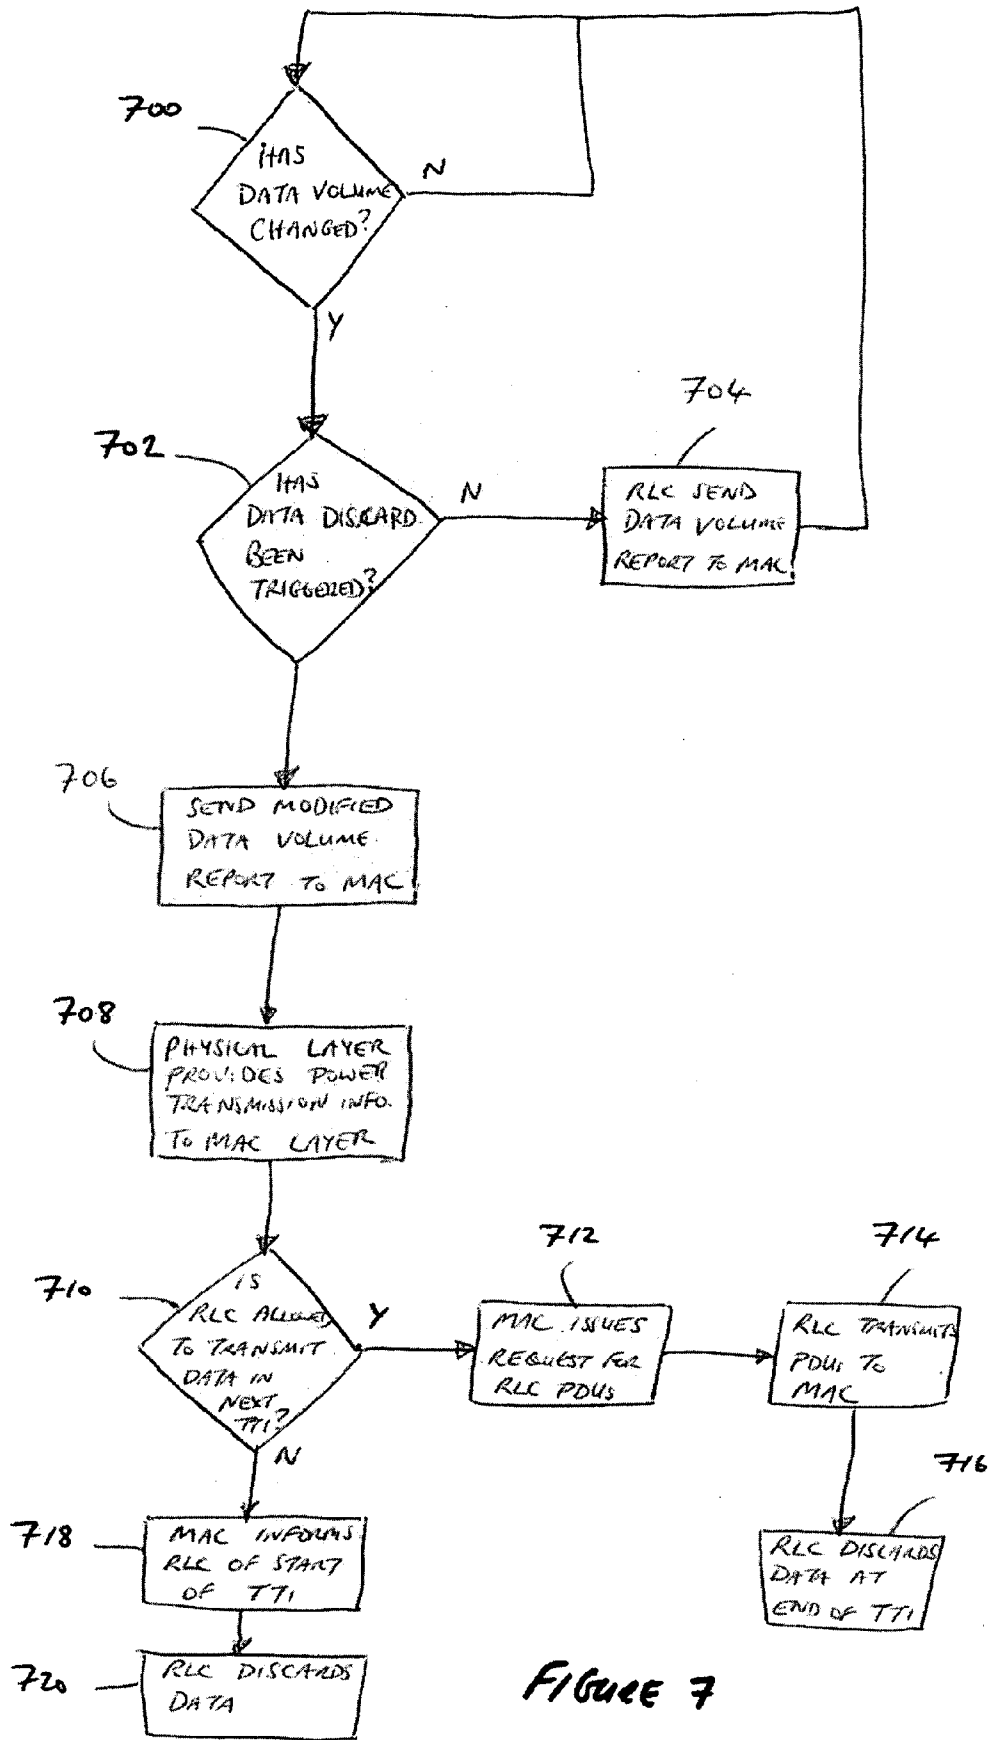 700
HAS
DATA VOLUME
CHANGED?
N
Y
702
HAS
DATA DISCARD
BEEN
TRIGGERED?
N
704
RLC SEND
DATA VOLUME
REPORT TO MAC
706
SEND MODIFIED
DATA VOLUME
REPORT TO MAC
708
PHYSICAL LAYER
PROVIDES POWER
TRANSMISSION INFO.
TO MAC LAYER
710
IS
RLC ALLOWED
TO TRANSMIT
DATA IN
NEXT
TTI?
Y
N
712
MAC ISSUES
REQUEST FOR
RLC PDUs
714
RLC TRANSMITS
PDUs TO
MAC
716
RLC DISCARDS
DATA AT
END OF TTI
718
MAC INFORMS
RLC OF START
OF TTI
720
RLC DISCARDS
DATA
FIGURE 7